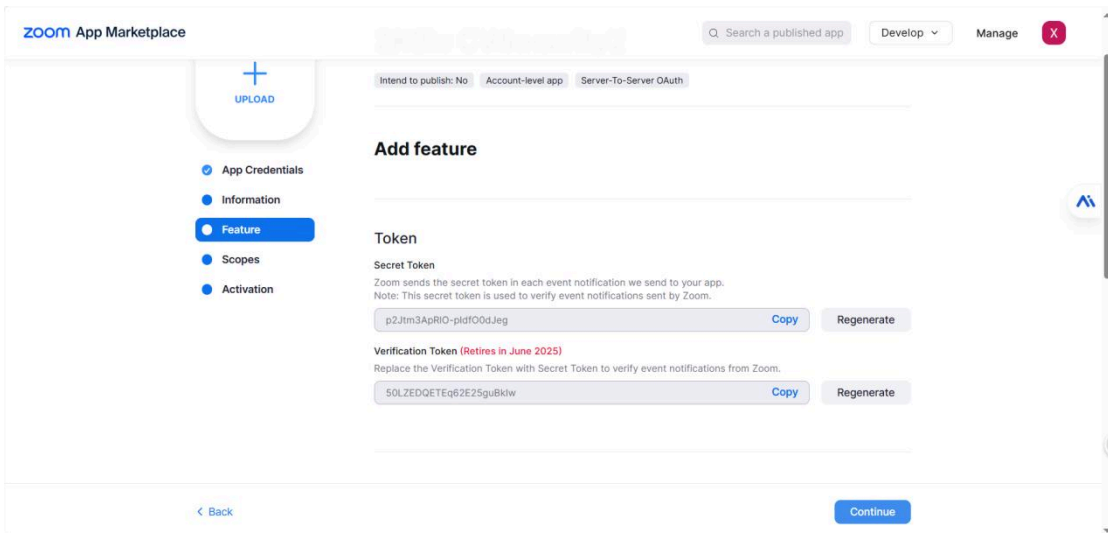 zoom App Marketplace
Search a published app
Develop
Manage
X
UPLOAD
Intend to publish: No Account-level app Server-To-Server OAuth
Add feature
App Credentials
Information
Feature
Scopes
Activation
Token
Secret Token
Zoom sends the secret token in each event notification we send to your app.
Note: This secret token is used to verify event notifications sent by Zoom.
p2Jtm3ApRIO-pIdfO0dJeg Copy Regenerate
Verification Token (Retires in June 2025)
Replace the Verification Token with Secret Token to verify event notifications from Zoom.
50LZEDQETEq62E25guBklw Copy Regenerate
Back
Continue